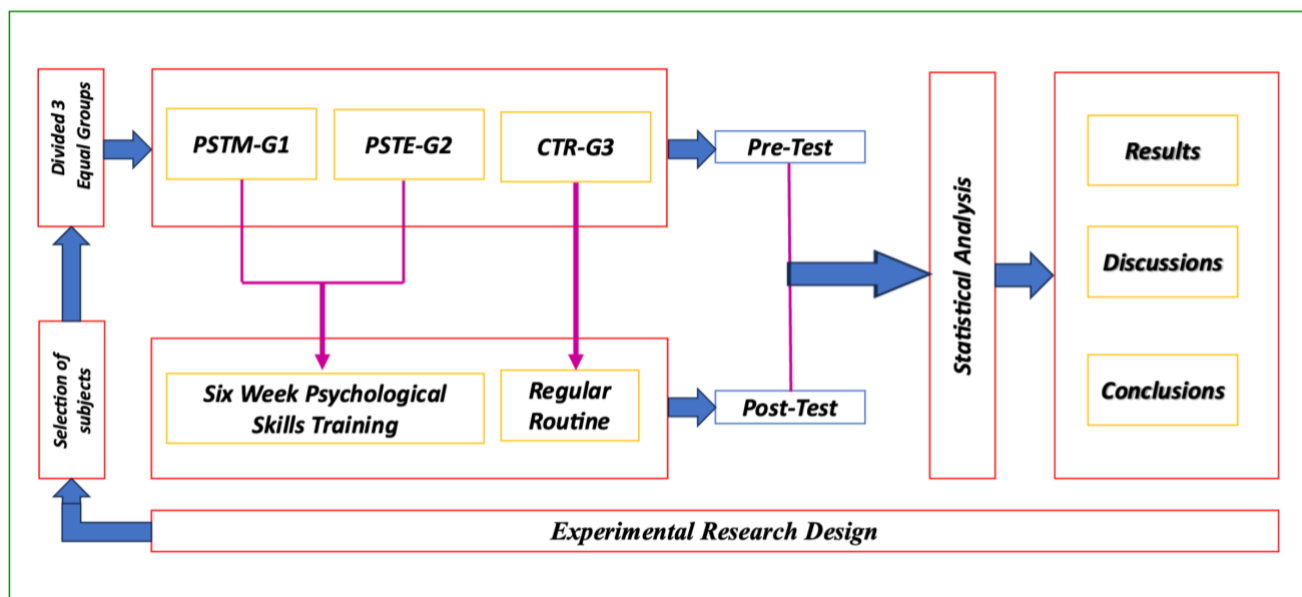 Divided 3
Equal Groups
PSTM-G1
PSTE-G2
CTR-G3
Pre-Test
Selection of
subjects
Six Week Psychological
Skills Training
Regular
Routine
Post-Test
Statistical Analysis
Results
Discussions
Conclusions
Experimental Research Design